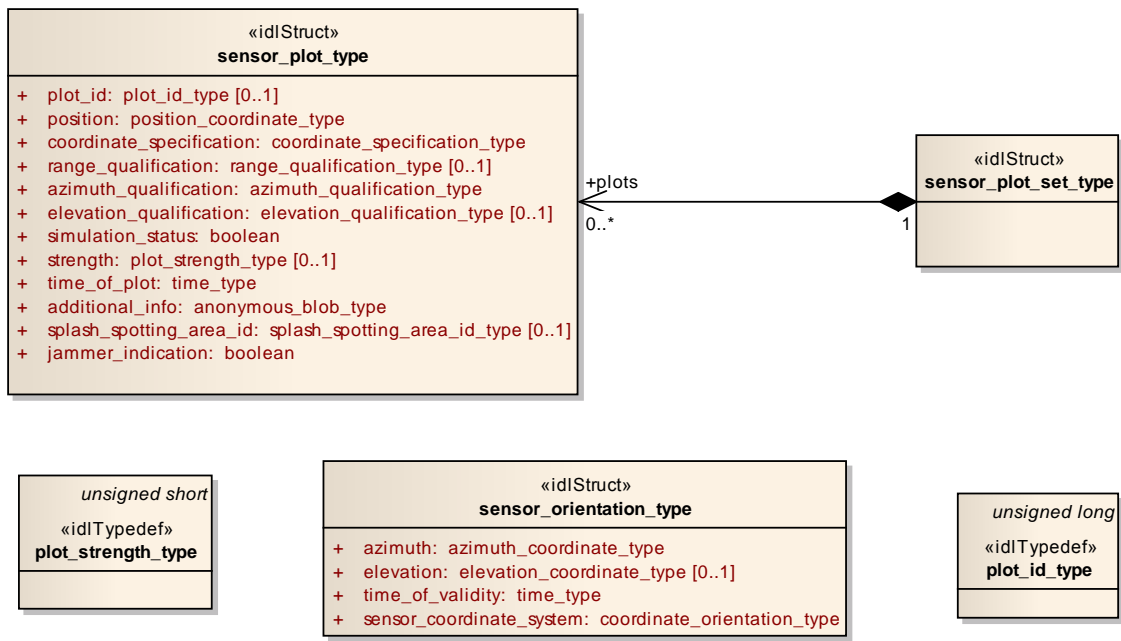 «idlStruct»
sensor_plot_type
+ plot_id: plot_id_type [0..1]
+ position: position_coordinate_type
+ coordinate_specification: coordinate_specification_type
+ range_qualification: range_qualification_type [0..1]
+ azimuth_qualification: azimuth_qualification_type
+ elevation_qualification: elevation_qualification_type [0..1]
+ simulation_status: boolean
+ strength: plot_strength_type [0..1]
+ time_of_plot: time_type
+ additional_info: anonymous_blob_type
+ splash_spotting_area_id: splash_spotting_area_id_type [0..1]
+ jammer_indication: boolean
+plots
0..*
1
«idlStruct»
sensor_plot_set_type
unsigned short
«idlTypedef»
plot_strength_type
«idlStruct»
sensor_orientation_type
+ azimuth: azimuth_coordinate_type
+ elevation: elevation_coordinate_type [0..1]
+ time_of_validity: time_type
+ sensor_coordinate_system: coordinate_orientation_type
unsigned long
«idlTypedef»
plot_id_type